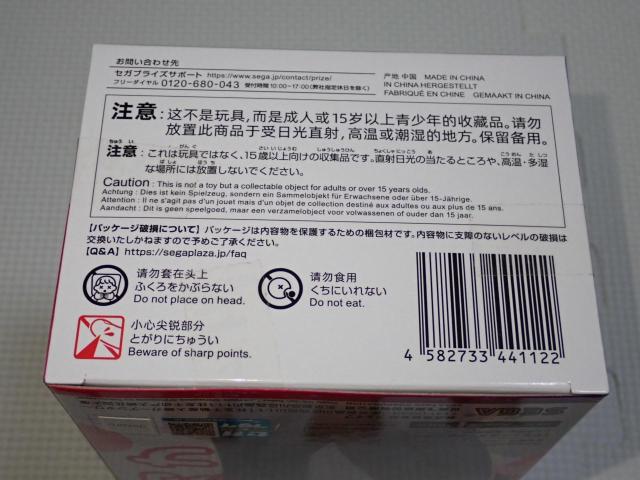 お問い合わせ先
セガプライズサポート https://www.sega.jp/contact/prize/
フリーダイヤル 0120-680-043 受付時間 10:00~17:00(弊社指定休日を除く)
产地 中国 MADE IN CHINA
IN CHINA HERGESTELLT
FABRIQUÉ EN CHINE GEMAAKT IN CHINA
注意: 这不是玩具,而是成人或15岁以上青少年的收藏品。请勿
放置此商品于受日光直射,高温或潮湿的地方。保留备用。
注意: これは玩具ではなく、15歳以上向けの収集品です。直射日光の当たるところや、高温・多湿
な場所には放置しないでください。
Caution : This is not a toy but a collectable object for adults or over 15 years olds.
Achtung : Dies ist kein Spielzeug, sondern ein Sammelobjekt für Erwachsene oder über 15-Jährige.
Attention : Il ne s'agit pas d'un jouet mais d'un objet de collection destiné aux adultes ou aux plus de 15 ans.
Aandacht : Dit is geen speelgoed, maar een verzamelobject voor volwassenen of ouder dan 15 jaar.
【パッケージ破損について】パッケージは内容物を保護するための梱包材です。内容物に支障のないレベルの破損は
交換いたしかねますので予めご了承ください。
【Q&A】https://segaplaza.jp/faq
请勿套在头上
ふくろをかぶらない
Do not place on head.
请勿食用
くちにいれない
Do not eat.
小心尖锐部分
とがりにちゅうい
Beware of sharp points.
4 582733 441122